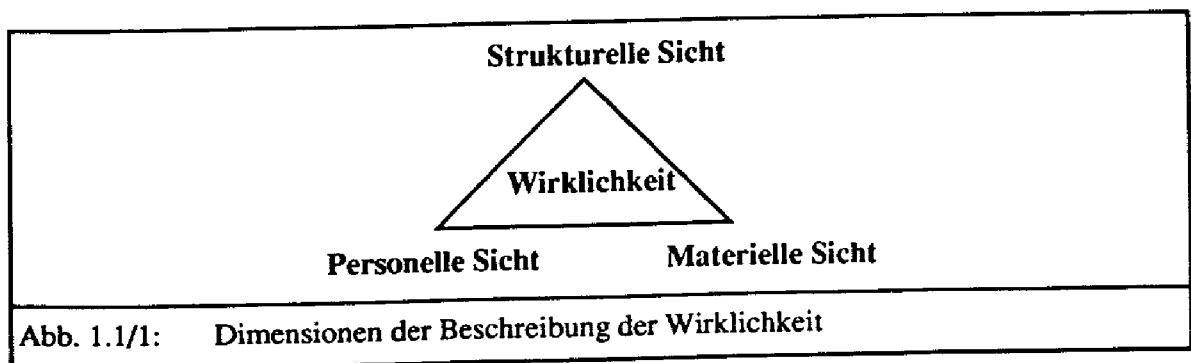 Strukturelle Sicht
Wirklichkeit
Personelle Sicht Materielle Sicht
Abb. 1.1/1: Dimensionen der Beschreibung der Wirklichkeit